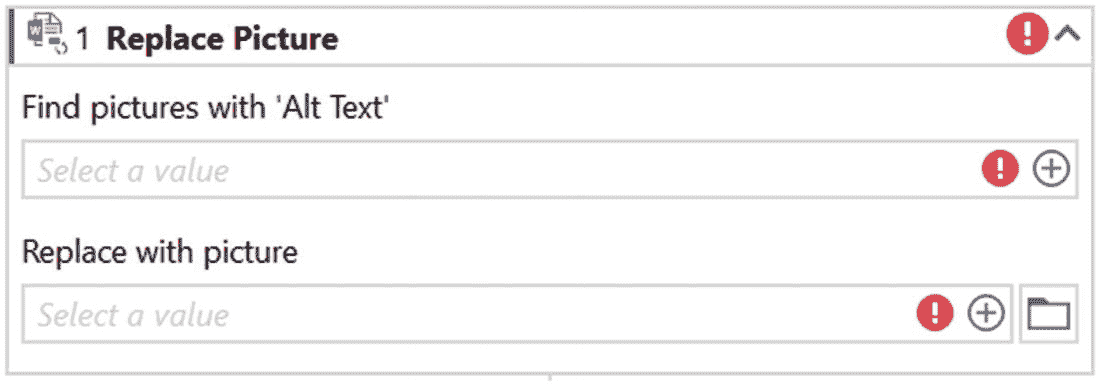 1 Replace Picture
Find pictures with 'Alt Text'
Select a value
Replace with picture
Select a value